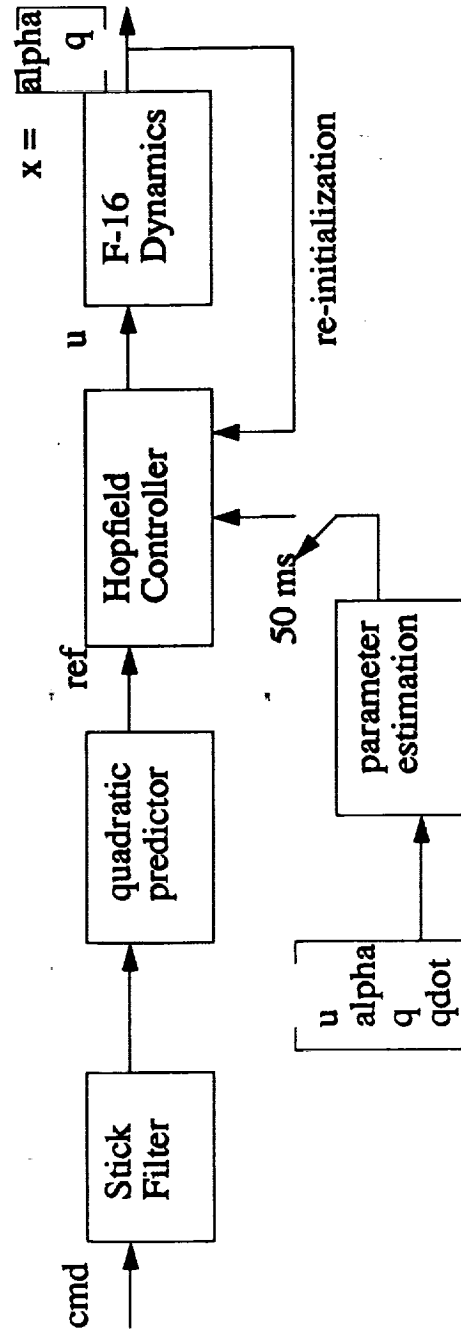 cmd
Stick
Filter
quadratic
predictor
ref
Hopfield
Controller
u
F-16
Dynamics
x =
alpha
q
re-initialization
50 ms
parameter
estimation
u
alpha
q
qdot